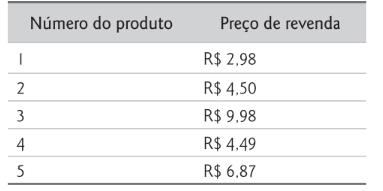 Número do produto Preço de revenda
1 R$ 2,98
2 R$ 4,50
3 R$ 9,98
4 R$ 4,49
5 R$ 6,87